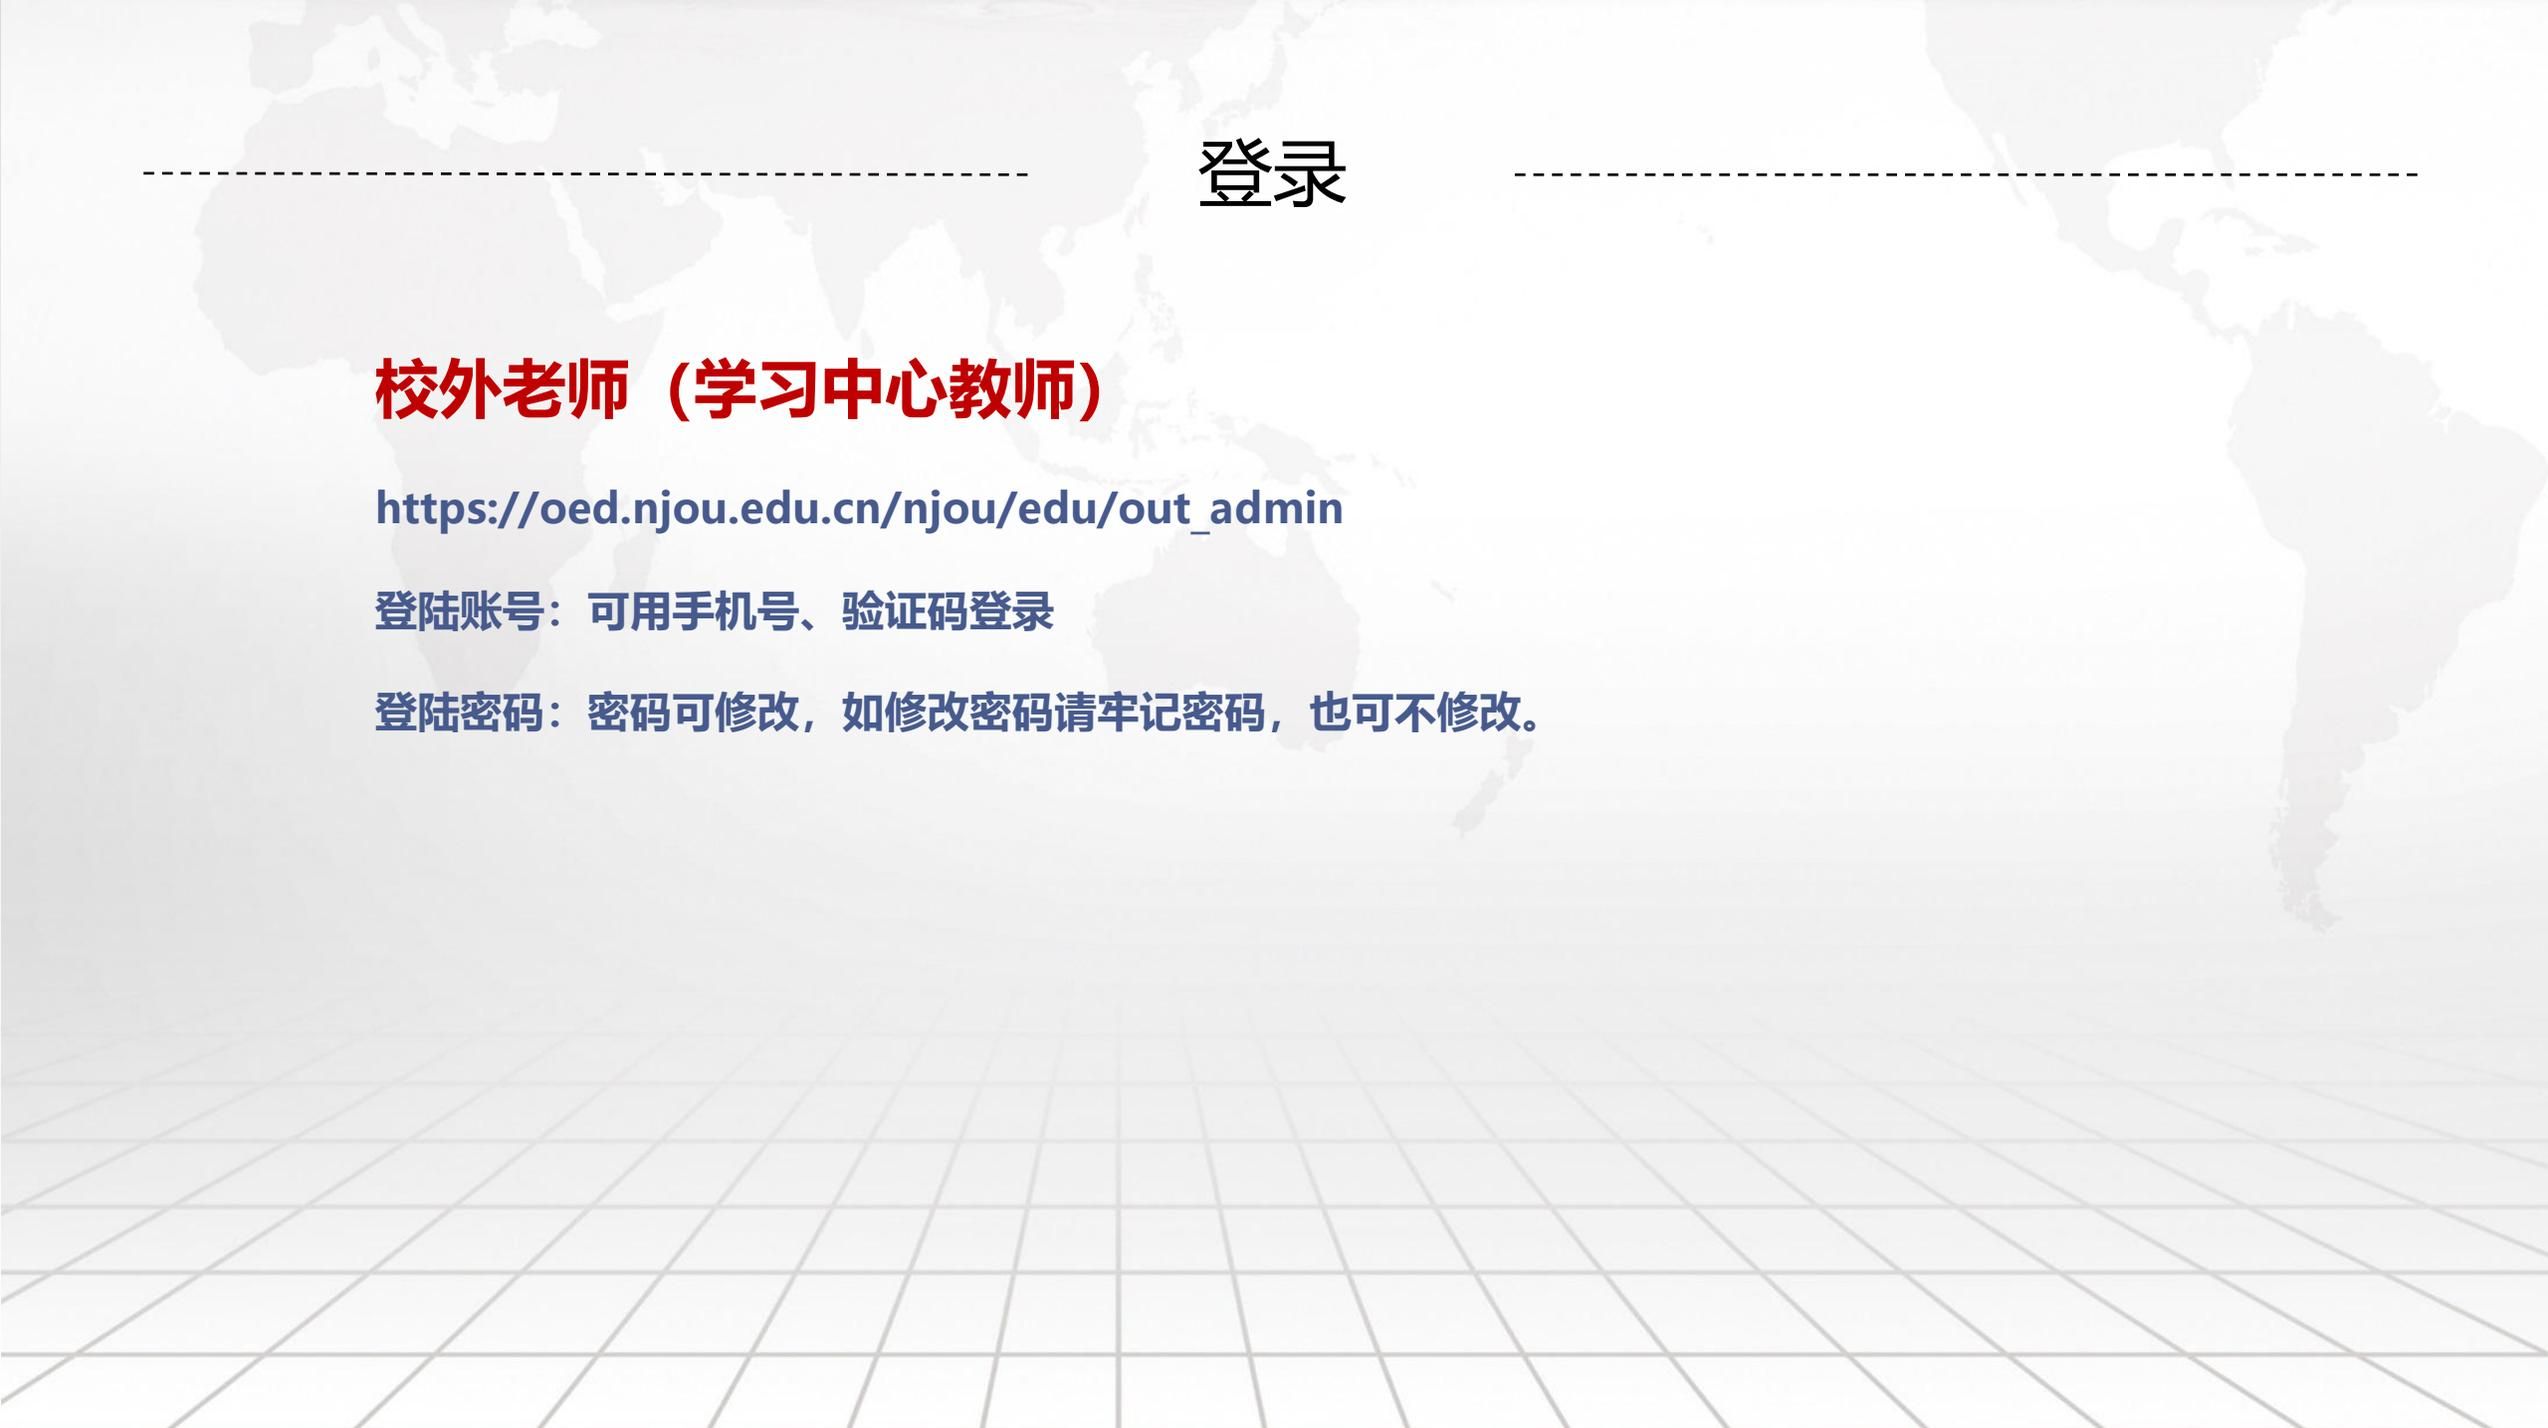 登录
校外老师（学习中心教师）
https://oed.njou.edu.cn/njou/edu/out_admin
登陆账号：可用手机号、验证码登录
登陆密码：密码可修改，如修改密码请牢记密码，也可不修改。